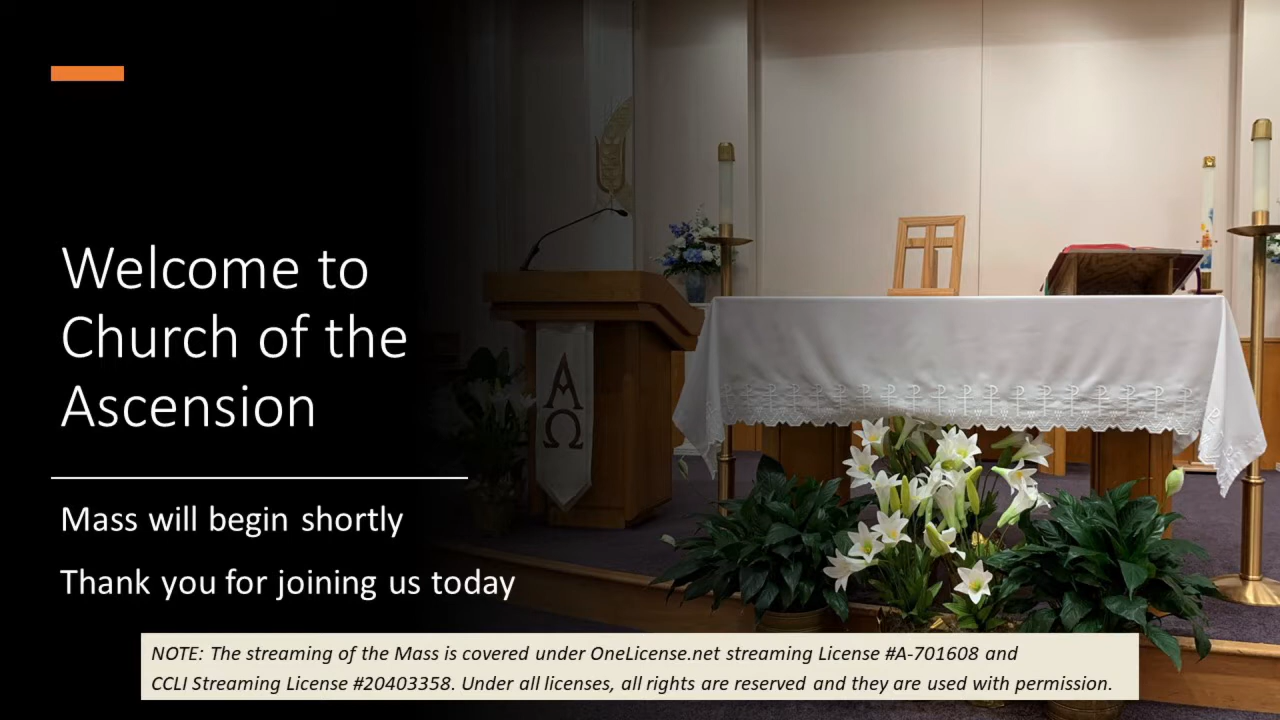 Welcome to
Church of the
Ascension
Mass will begin shortly
Thank you for joining us today
NOTE: The streaming of the Mass is covered under OneLicense.net streaming License #A-701608 and
CCLI Streaming License #20403358. Under all licenses, all rights are reserved and they are used with permission.
Α
Ω